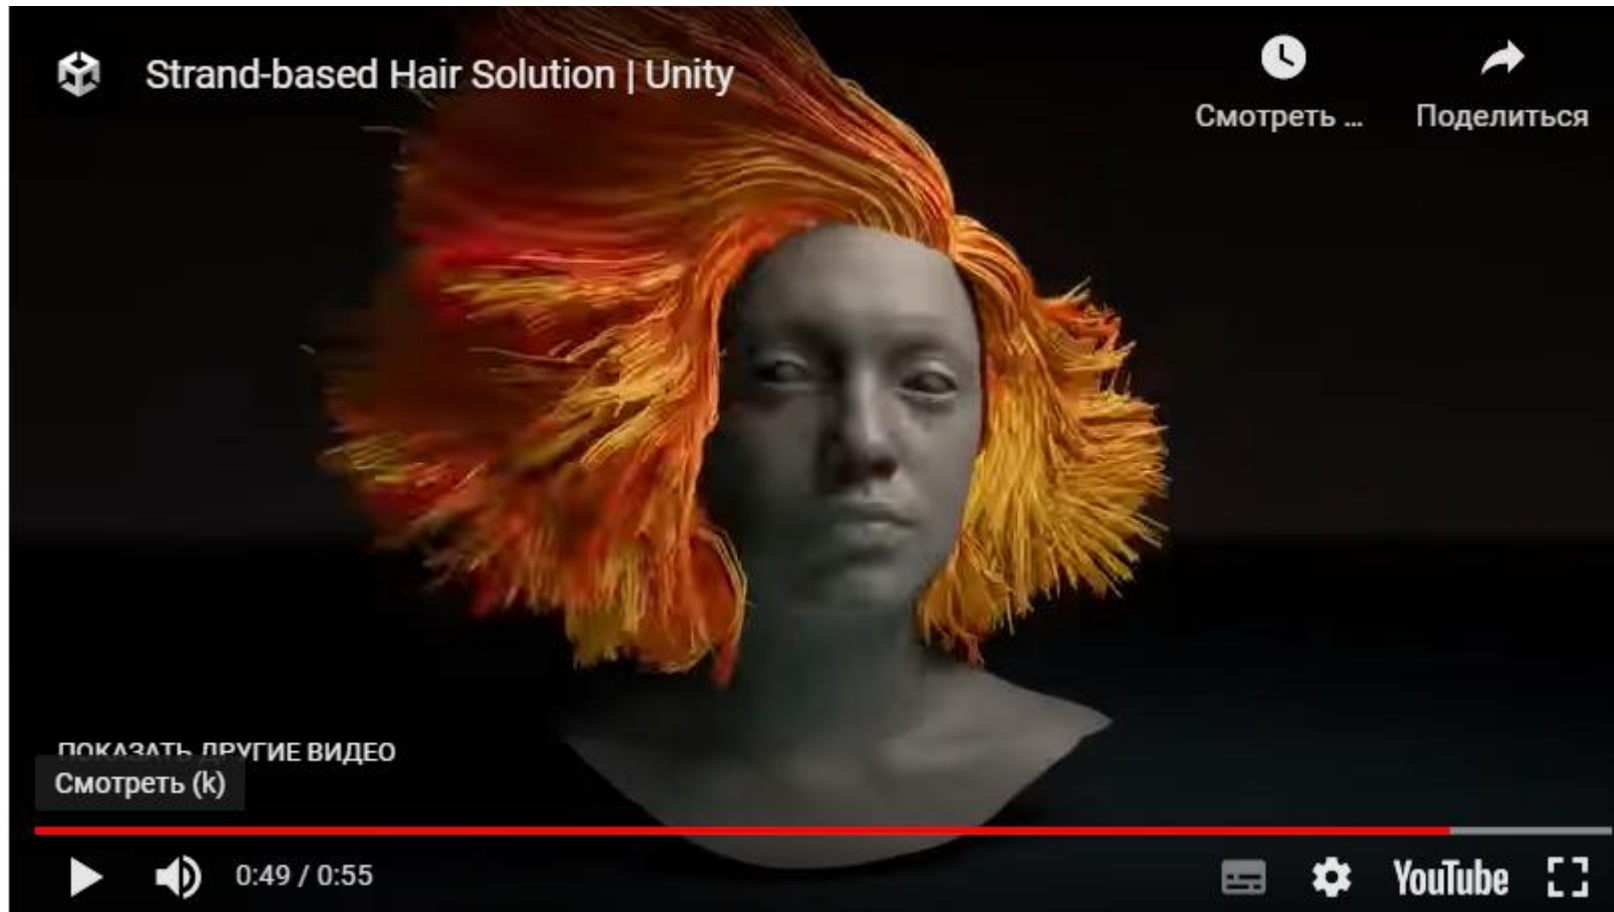 Strand-based Hair Solution | Unity
Смотреть ...
Поделиться
ПОКАЗАТЬ ДРУГИЕ ВИДЕО
Смотреть (k)
0:49 / 0:55
YouTube